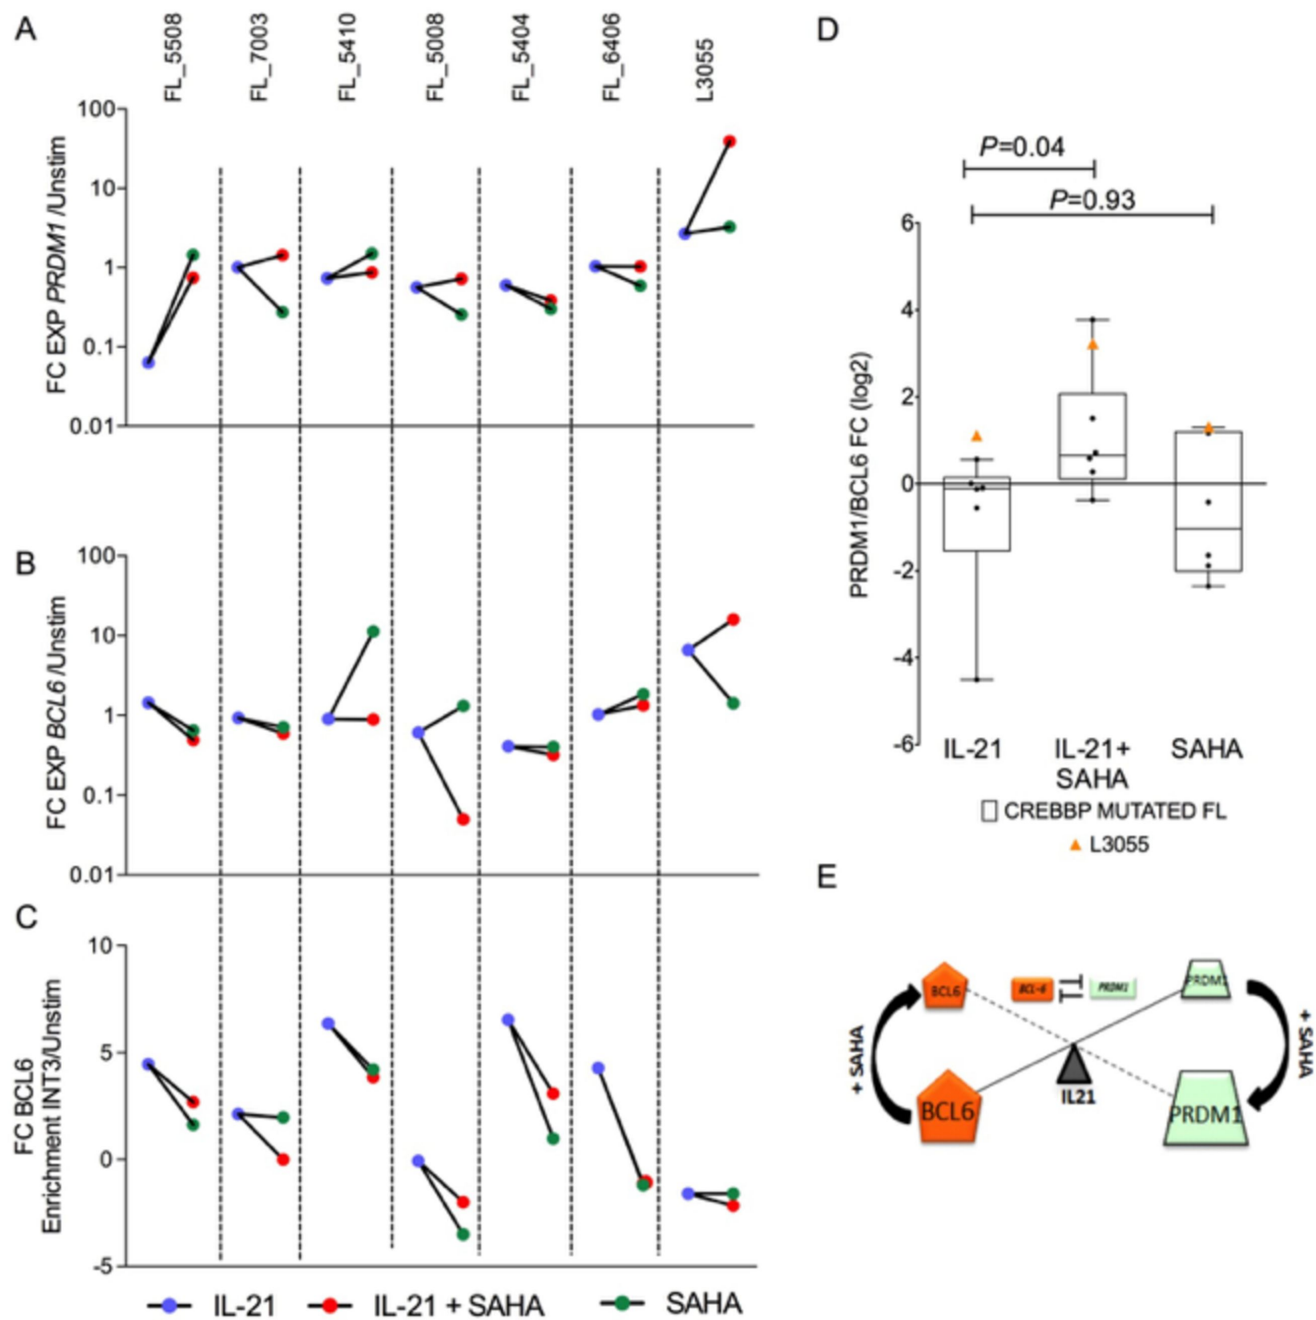 A
FL_5508
FL_7003
FL_5410
FL_5008
FL_5404
FL_6406
L3055
100
10
1
0.1
0.01
FC EXP PRDM1 /Unstim
B
100
10
1
0.1
0.01
FC EXP BCL6 /Unstim
C
10
5
0
-5
FC BCL6
Enrichment INT3/Unstim
IL-21
IL-21 + SAHA
SAHA
D
P=0.04
P=0.93
6
4
2
0
-2
-4
-6
PRDM1/BCL6 FC (log2)
IL-21
IL-21+
SAHA
SAHA
CREBBP MUTATED FL
L3055
E
BCL6
BCL-6
PRDM1
PRDM1
+ SAHA
+ SAHA
IL21
BCL6
PRDM1